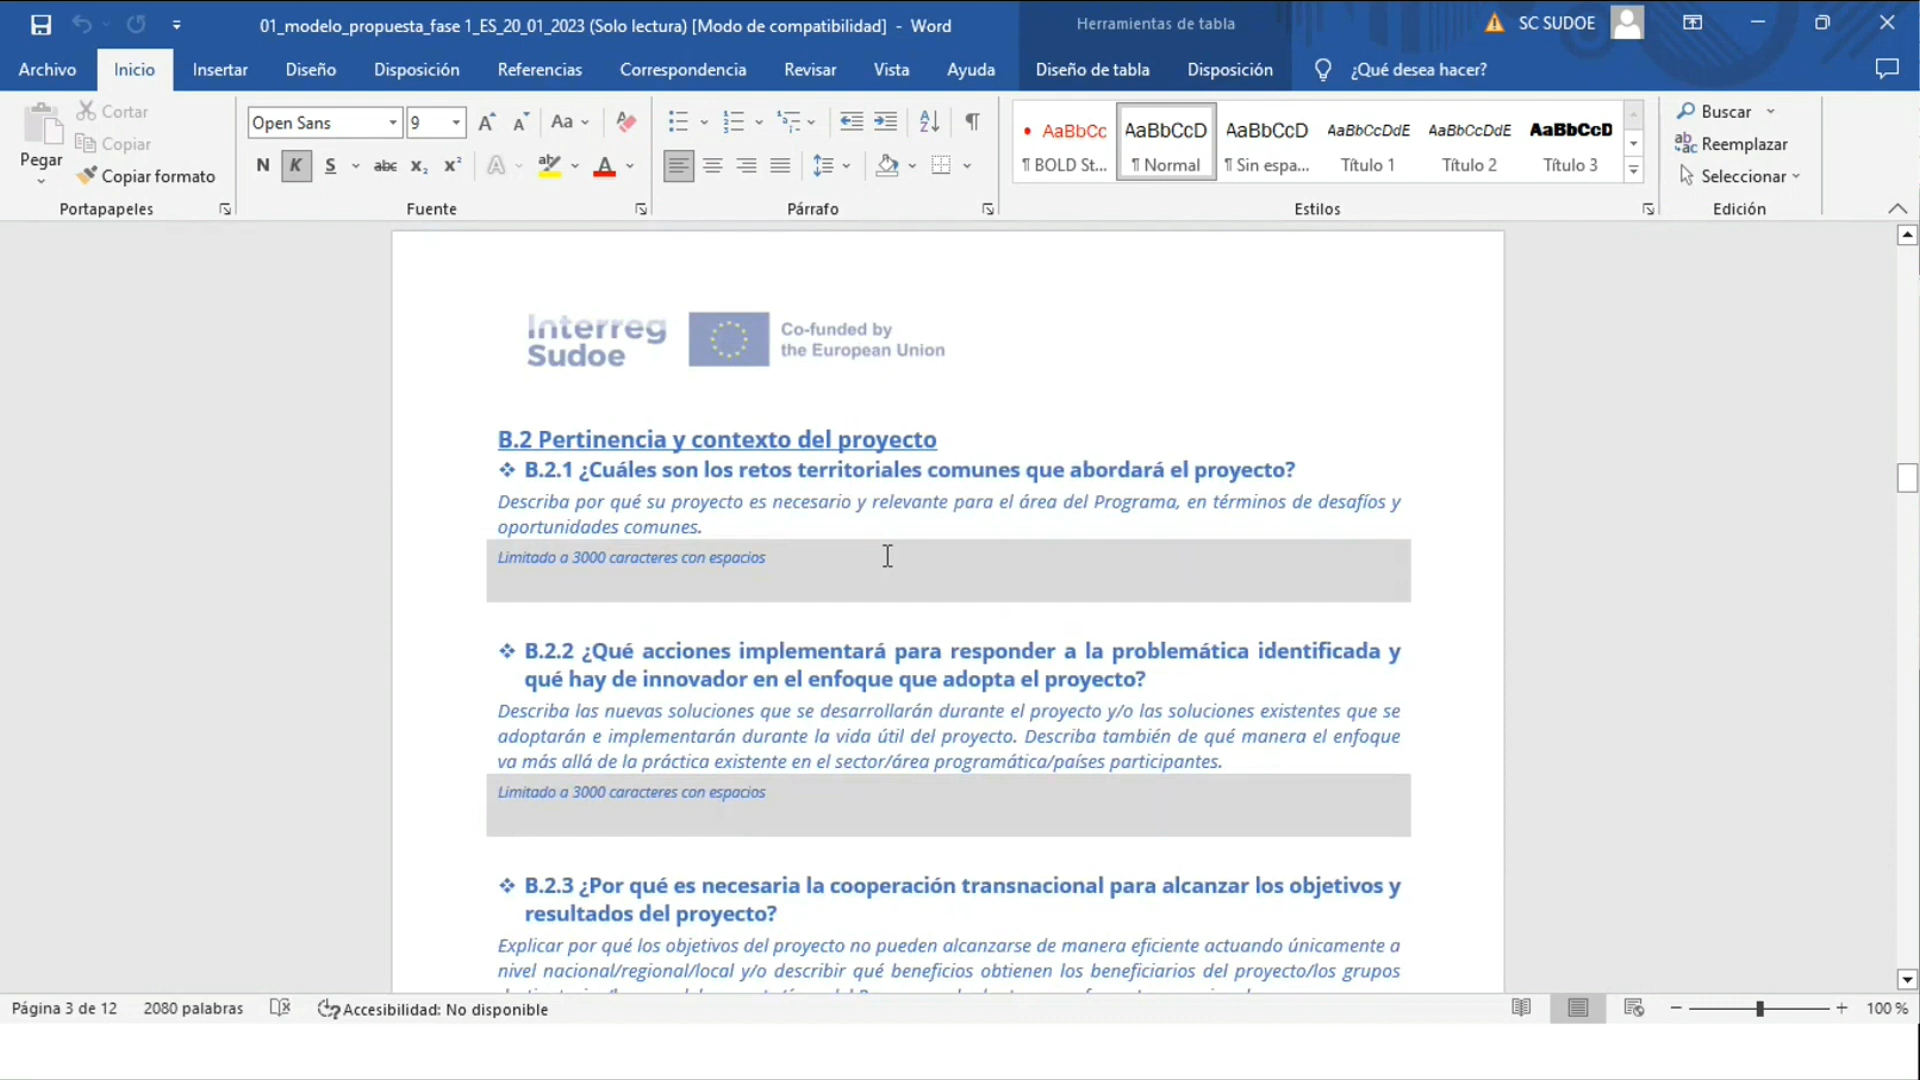 01_modelo_propuesta_fase 1_ES_20_01_2023 (Solo lectura) [Modo de compatibilidad] - Word
Herramientas de tabla
SC SUDOE
Archivo Inicio Insertar Diseño Disposición Referencias Correspondencia Revisar Vista Ayuda Diseño de tabla Disposición ¿Qué desea hacer?
Pegar
Cortar
Copiar
Copiar formato
Portapapeles
Open Sans 9
Aa
N K S abc x₂ x²
A A
Fuente
Párrafo
AaBbCc AaBbCcD AaBbCcD AaBbCcDdE AaBbCcDdE AaBbCcD
¶ BOLD St... ¶ Normal ¶ Sin espa... Título 1 Título 2 Título 3
Estilos
Buscar
Reemplazar
Seleccionar
Edición
Interreg
Sudoe
Co-funded by
the European Union
B.2 Pertinencia y contexto del proyecto
❖ B.2.1 ¿Cuáles son los retos territoriales comunes que abordará el proyecto?
Describa por qué su proyecto es necesario y relevante para el área del Programa, en términos de desafíos y
oportunidades comunes.
Limitado a 3000 caracteres con espacios
❖ B.2.2 ¿Qué acciones implementará para responder a la problemática identificada y
qué hay de innovador en el enfoque que adopta el proyecto?
Describa las nuevas soluciones que se desarrollarán durante el proyecto y/o las soluciones existentes que se
adoptarán e implementarán durante la vida útil del proyecto. Describa también de qué manera el enfoque
va más allá de la práctica existente en el sector/área programática/países participantes.
Limitado a 3000 caracteres con espacios
❖ B.2.3 ¿Por qué es necesaria la cooperación transnacional para alcanzar los objetivos y
resultados del proyecto?
Explicar por qué los objetivos del proyecto no pueden alcanzarse de manera eficiente actuando únicamente a
nivel nacional/regional/local y/o describir qué beneficios obtienen los beneficiarios del proyecto/los grupos
Página 3 de 12 2080 palabras Accesibilidad: No disponible 100 %